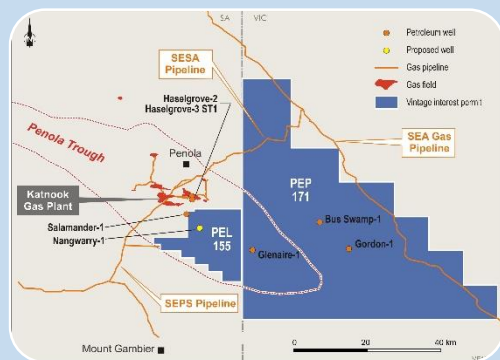 SA
VIC
Petroleum well
Proposed well
Gas pipeline
Gas field
Vintage interest permit
SESA
Pipeline
Haselgrove-2
Haselgrove-3 ST1
SEA Gas
Pipeline
Penola Trough
Penola
Katnook
Gas Plant
PEP
171
Salamander-1
Nangwarry-1
PEL
155
Bus Swamp-1
Glenaire-1
Gordon-1
SEPS Pipeline
Mount Gambier
0
20
40 km